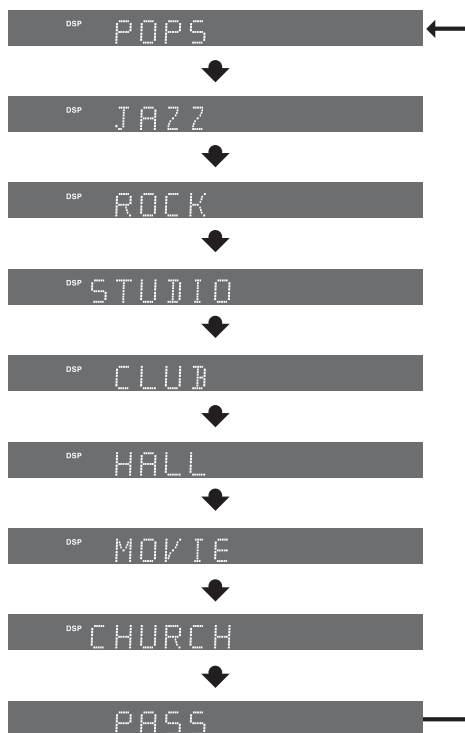 DSP POPS
DSP JAZZ
DSP ROCK
DSP STUDIO
DSP CLUB
DSP HALL
DSP MOVIE
DSP CHURCH
PASS